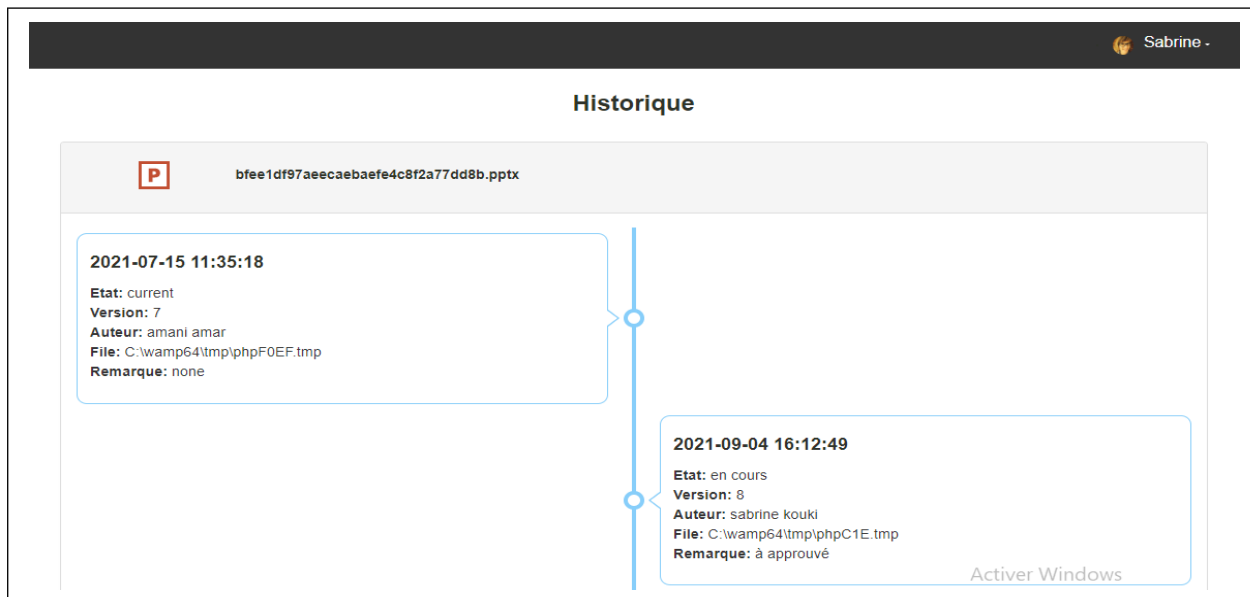 Sabrine
Historique
P
bfee1df97aeecaebaefe4c8f2a77dd8b.pptx
2021-07-15 11:35:18
Etat: current
Version: 7
Auteur: amani amar
File: C:\wamp64\tmp\phpF0EF.tmp
Remarque: none
2021-09-04 16:12:49
Etat: en cours
Version: 8
Auteur: sabrine kouki
File: C:\wamp64\tmp\phpC1E.tmp
Remarque: à approuvé
Activer Windows